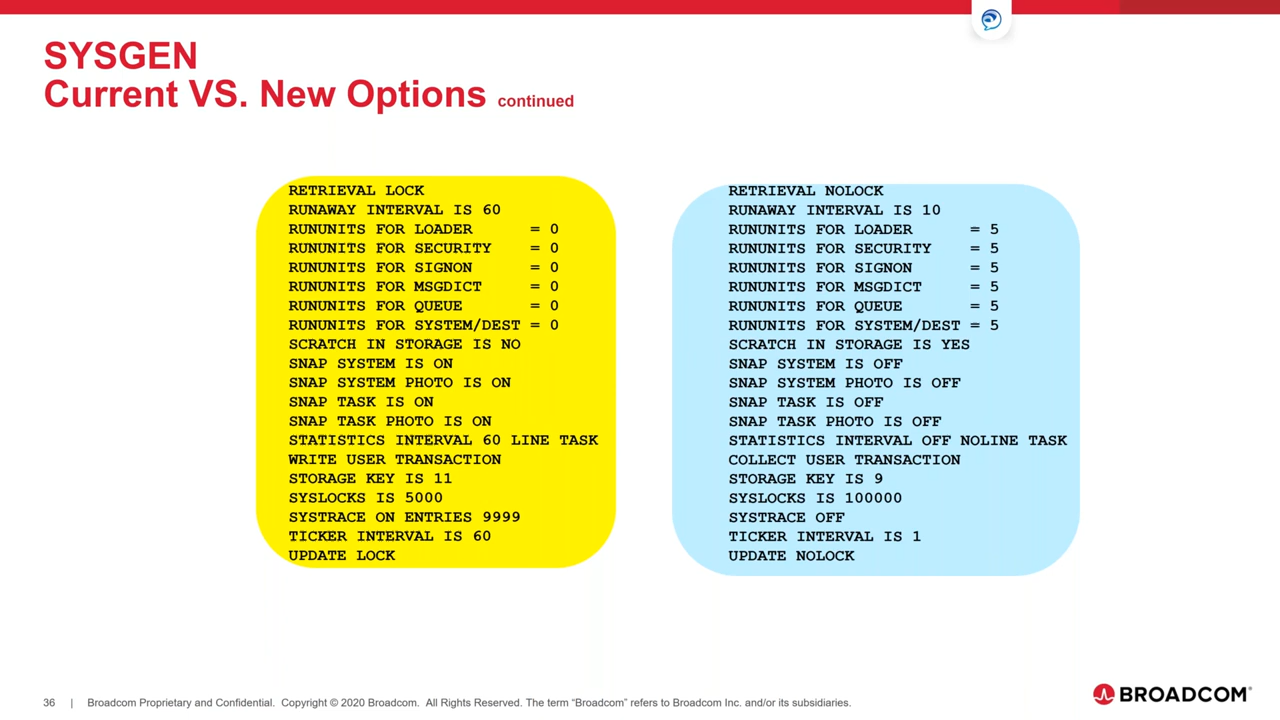 SYSGEN
Current VS. New Options continued
RETRIEVAL LOCK
RUNAWAY INTERVAL IS 60
RUNUNITS FOR LOADER = 0
RUNUNITS FOR SECURITY = 0
RUNUNITS FOR SIGNON = 0
RUNUNITS FOR MSGDICT = 0
RUNUNITS FOR QUEUE = 0
RUNUNITS FOR SYSTEM/DEST = 0
SCRATCH IN STORAGE IS NO
SNAP SYSTEM IS ON
SNAP SYSTEM PHOTO IS ON
SNAP TASK IS ON
SNAP TASK PHOTO IS ON
STATISTICS INTERVAL 60 LINE TASK
WRITE USER TRANSACTION
STORAGE KEY IS 11
SYSLOCKS IS 5000
SYSTRACE ON ENTRIES 9999
TICKER INTERVAL IS 60
UPDATE LOCK
RETRIEVAL NOLOCK
RUNAWAY INTERVAL IS 10
RUNUNITS FOR LOADER = 5
RUNUNITS FOR SECURITY = 5
RUNUNITS FOR SIGNON = 5
RUNUNITS FOR MSGDICT = 5
RUNUNITS FOR QUEUE = 5
RUNUNITS FOR SYSTEM/DEST = 5
SCRATCH IN STORAGE IS YES
SNAP SYSTEM IS OFF
SNAP SYSTEM PHOTO IS OFF
SNAP TASK IS OFF
SNAP TASK PHOTO IS OFF
STATISTICS INTERVAL OFF NOLINE TASK
COLLECT USER TRANSACTION
STORAGE KEY IS 9
SYSLOCKS IS 100000
SYSTRACE OFF
TICKER INTERVAL IS 1
UPDATE NOLOCK
36 | Broadcom Proprietary and Confidential. Copyright © 2020 Broadcom. All Rights Reserved. The term “Broadcom” refers to Broadcom Inc. and/or its subsidiaries.
BROADCOM®